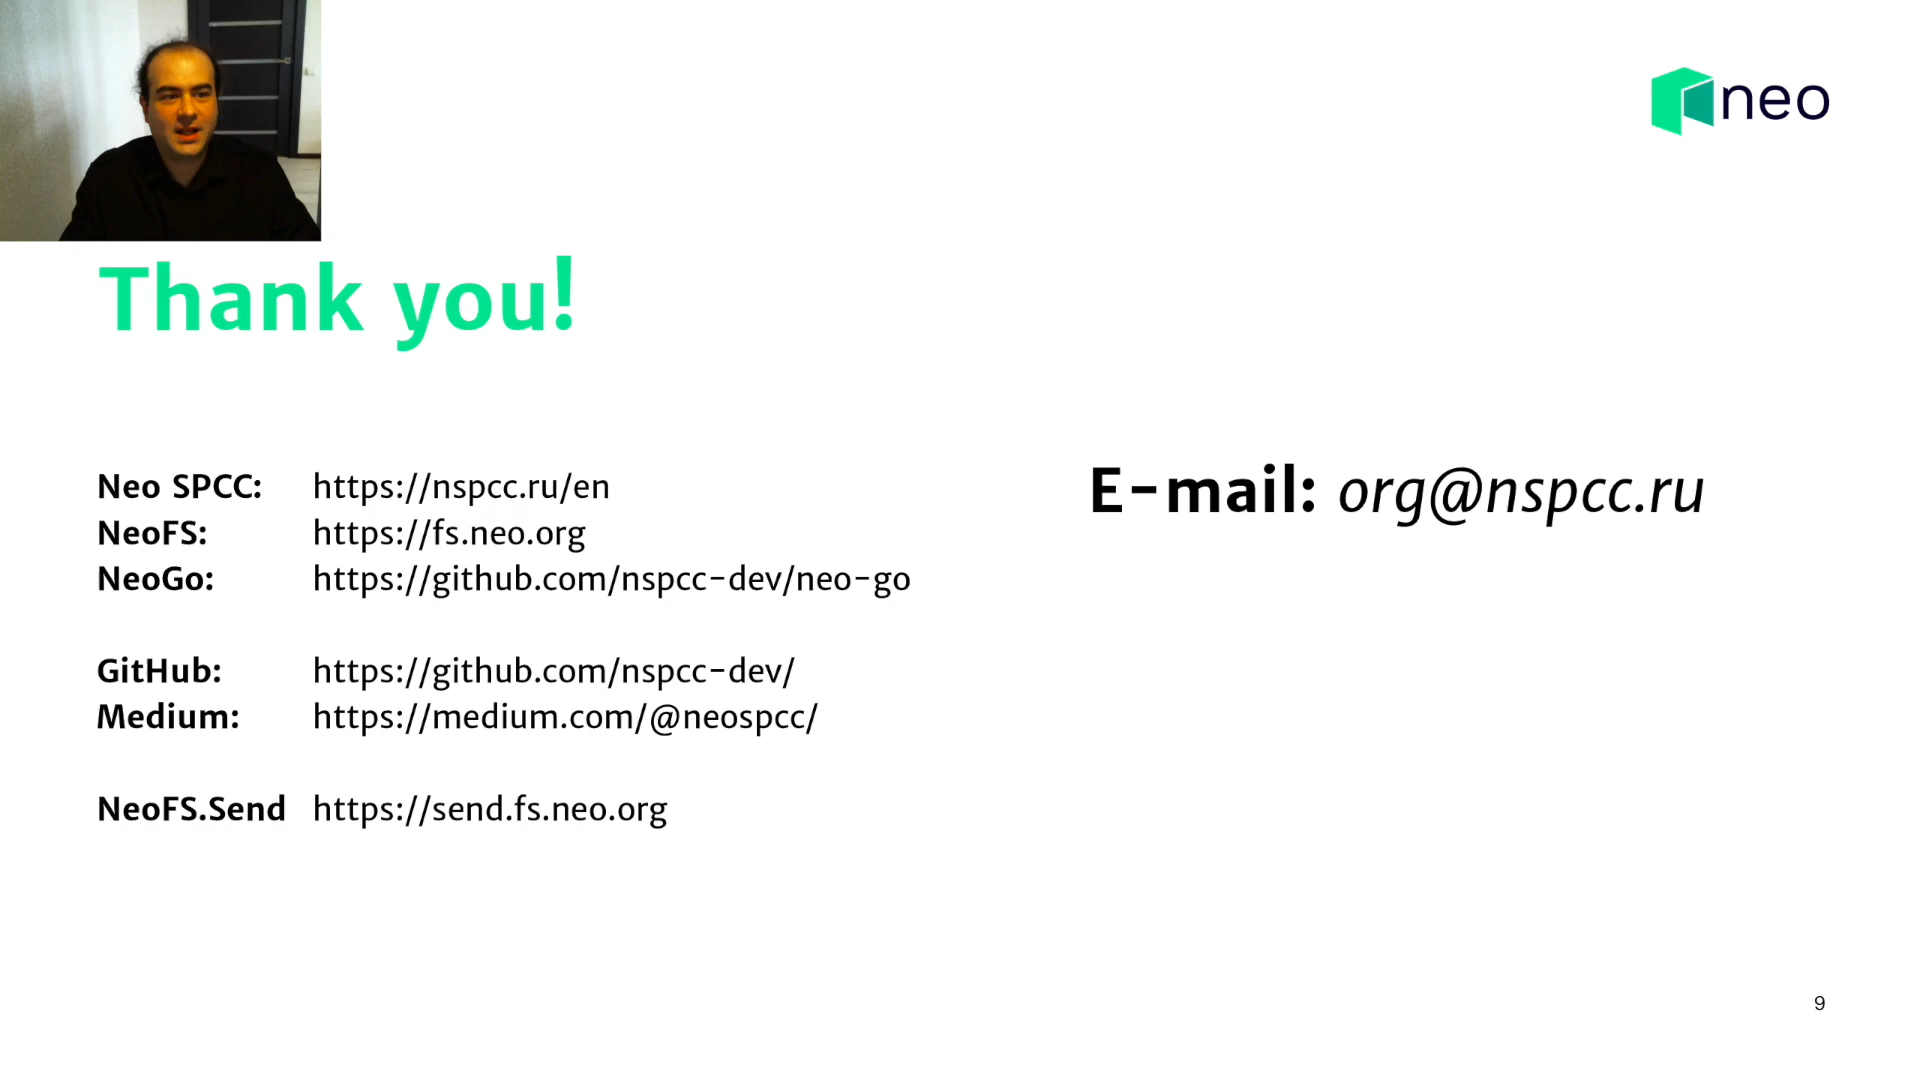 neo
Thank you!
Neo SPCC: https://nspcc.ru/en
NeoFS: https://fs.neo.org
NeoGo: https://github.com/nspcc-dev/neo-go
GitHub: https://github.com/nspcc-dev/
Medium: https://medium.com/@neospcc/
NeoFS.Send https://send.fs.neo.org
E-mail: org@nspcc.ru
9